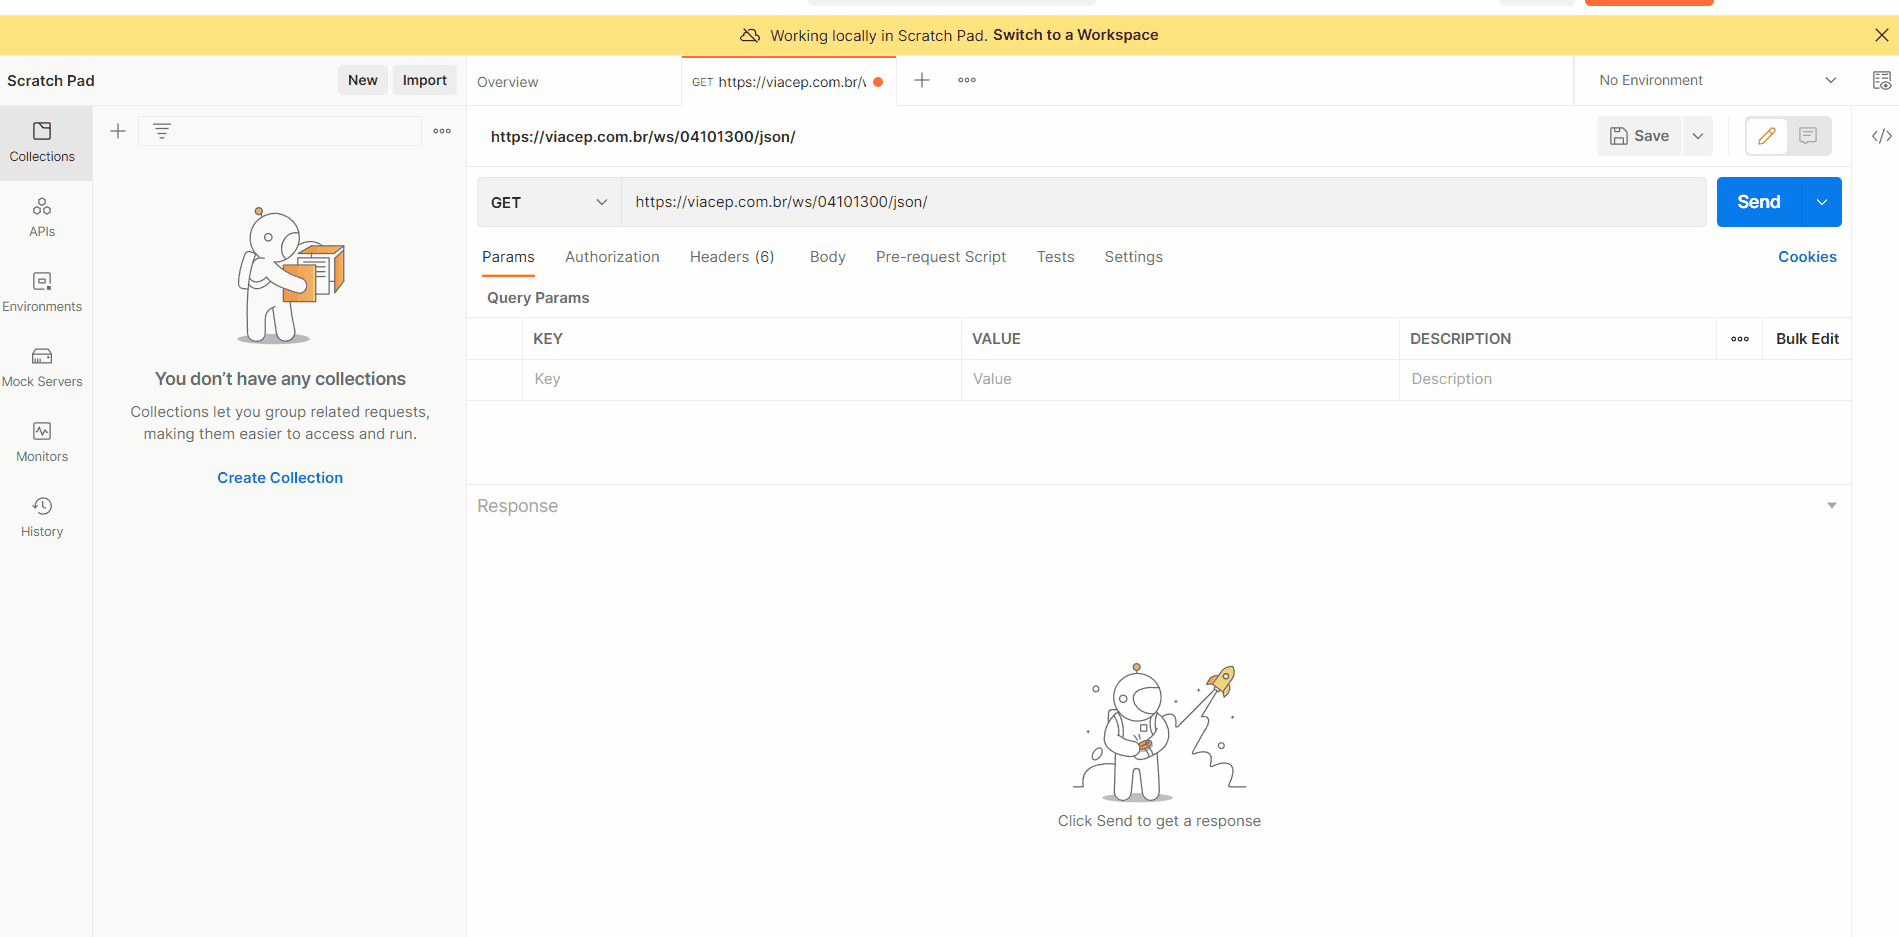 Working locally in Scratch Pad. Switch to a Workspace
Scratch Pad
New
Import
Overview
GET https://viacep.com.br/
No Environment
Collections
APIs
Environments
Mock Servers
Monitors
History
You don’t have any collections
Collections let you group related requests,
making them easier to access and run.
Create Collection
https://viacep.com.br/ws/04101300/json/
Save
GET
https://viacep.com.br/ws/04101300/json/
Send
Params
Authorization
Headers (6)
Body
Pre-request Script
Tests
Settings
Cookies
Query Params
KEY
VALUE
DESCRIPTION
Bulk Edit
Key
Value
Description
Response
Click Send to get a response